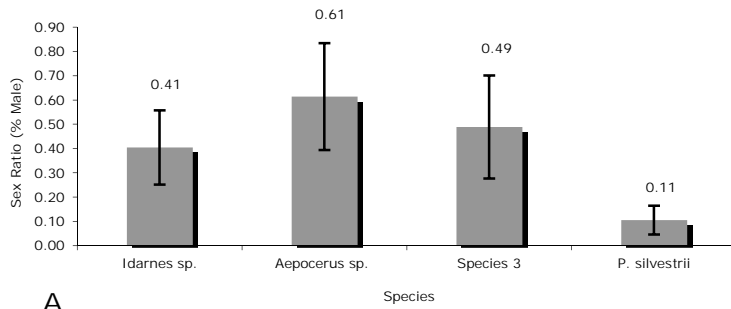 0.90
0.80
0.70
0.60
0.50
0.40
0.30
0.20
0.10
0.00
Sex Ratio (% Male)
0.41
0.61
0.49
0.11
Idarnes sp.
Aepocerus sp.
Species 3
P. silvestrii
Species
A